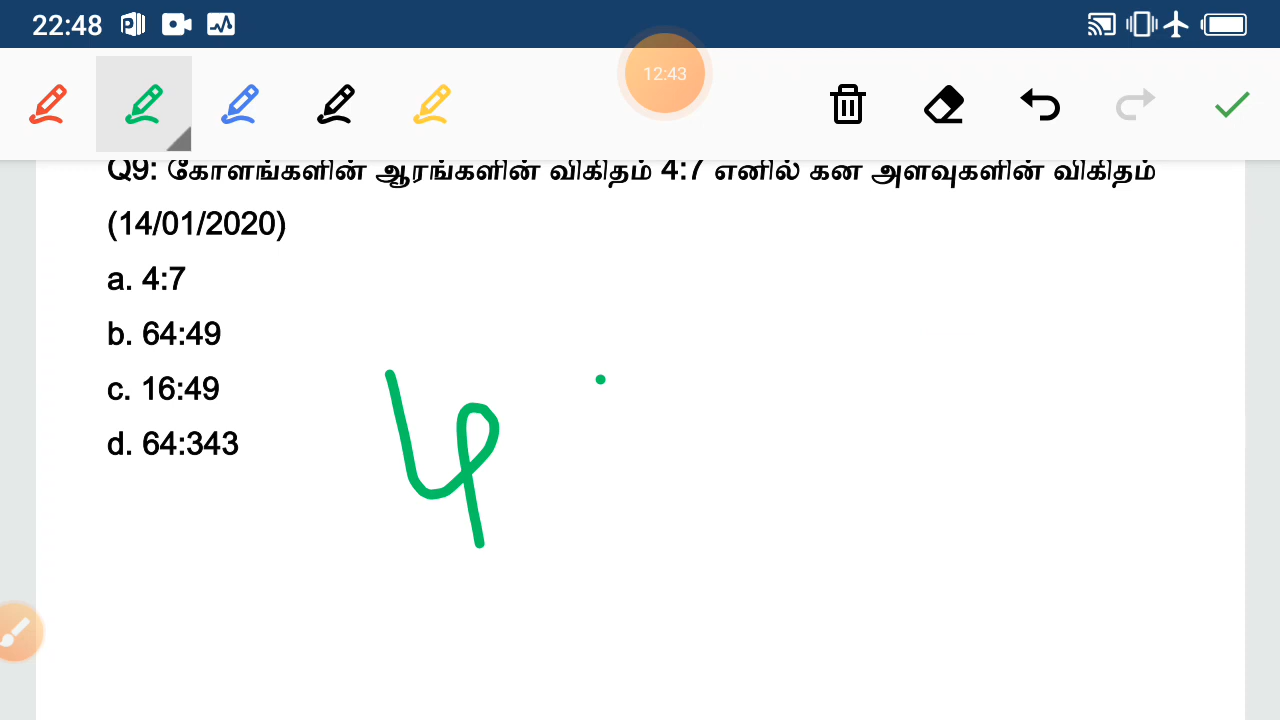 22:48
12:43
Q9: கோளங்களின் ஆரங்களின் விகிதம் 4:7 எனில் கன அளவுகளின் விகிதம்
(14/01/2020)
a. 4:7
b. 64:49
c. 16:49
d. 64:343
4